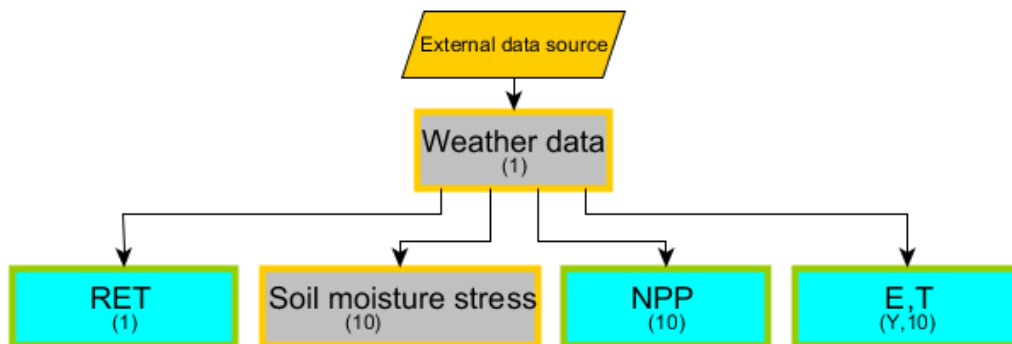 External data source
Weather data
(1)
RET
(1)
Soil moisture stress
(10)
NPP
(10)
E,T
(Y,10)